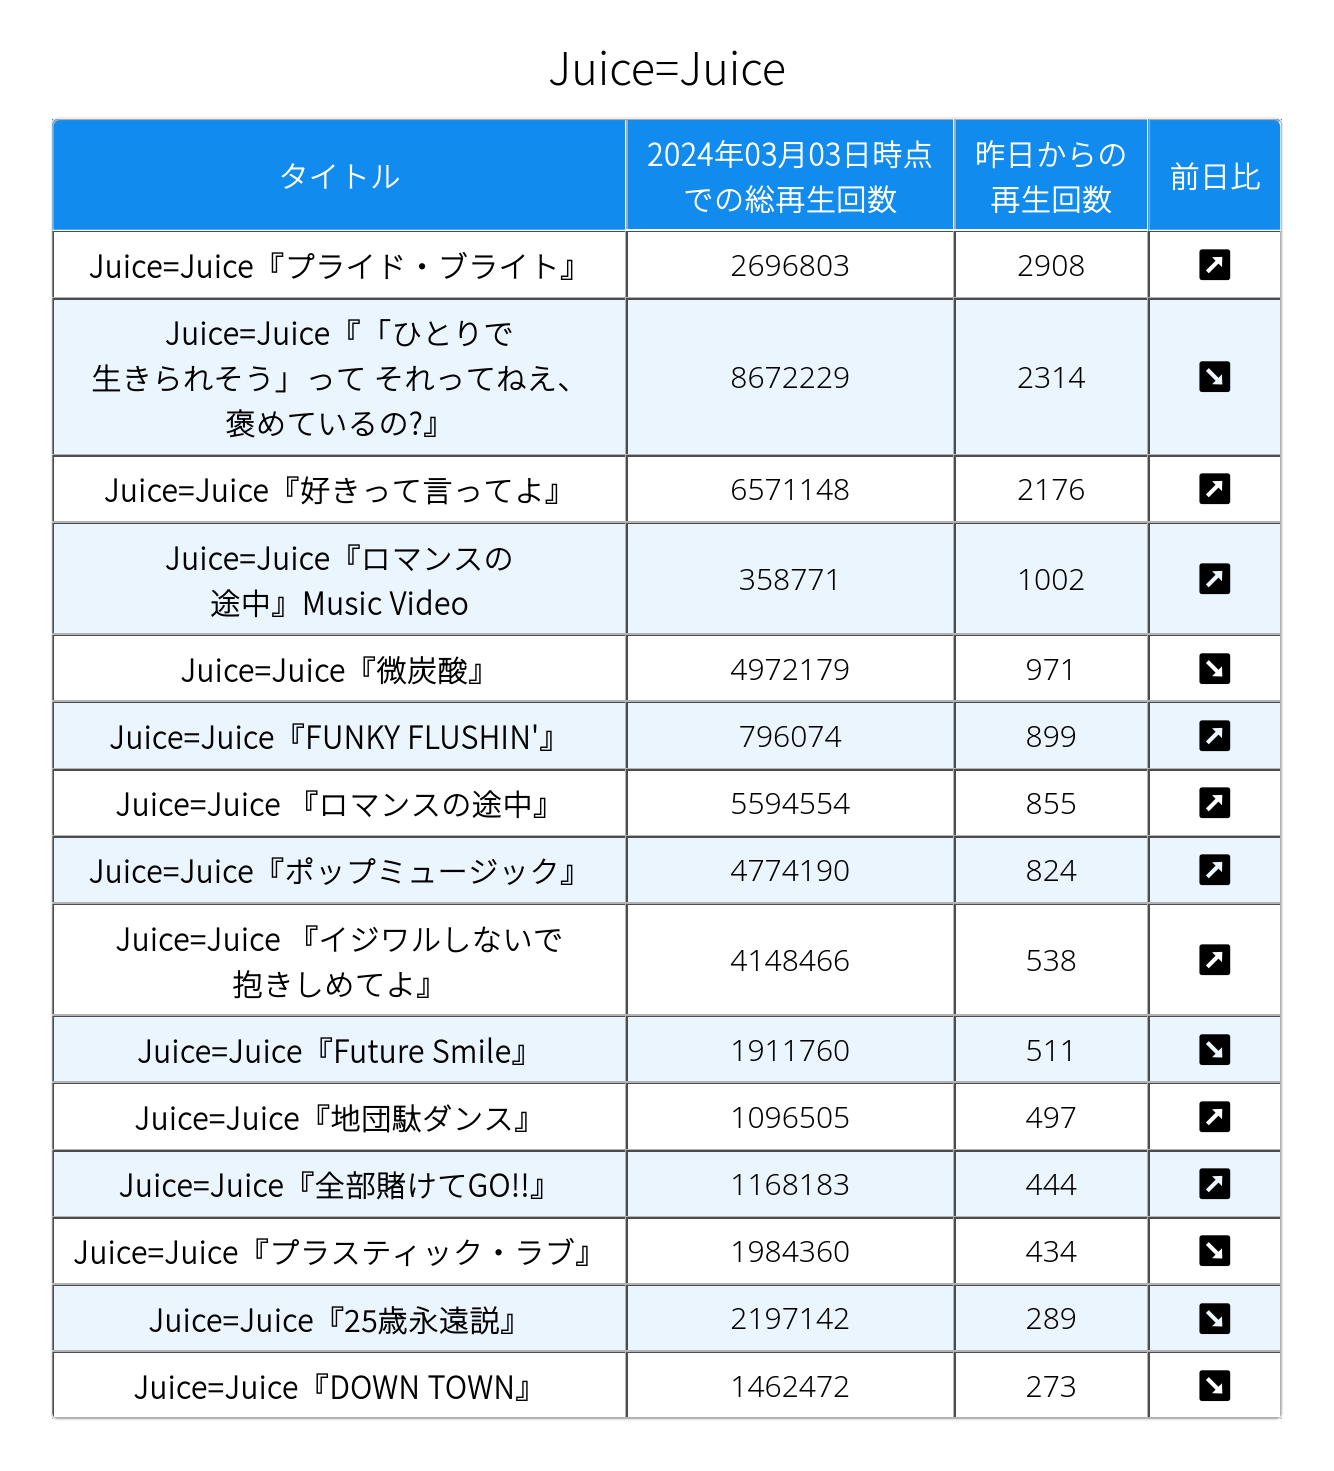 Juice=Juice
タイトル
2024年03月03日時点
での総再生回数
昨日からの
再生回数
前日比
Juice=Juice『プライド・ブライト』
2696803
2908
Juice=Juice『「ひとりで
生きられそう」って それってねえ、
褒めているの?』
8672229
2314
Juice=Juice『好きって言ってよ』
6571148
2176
Juice=Juice『ロマンスの
途中』Music Video
358771
1002
Juice=Juice『微炭酸』
4972179
971
Juice=Juice『FUNKY FLUSHIN'』
796074
899
Juice=Juice 『ロマンスの途中』
5594554
855
Juice=Juice『ポップミュージック』
4774190
824
Juice=Juice 『イジワルしないで
抱きしめてよ』
4148466
538
Juice=Juice『Future Smile』
1911760
511
Juice=Juice『地団駄ダンス』
1096505
497
Juice=Juice『全部賭けてGO!!』
1168183
444
Juice=Juice『プラスティック・ラブ』
1984360
434
Juice=Juice『25歳永遠説』
2197142
289
Juice=Juice『DOWN TOWN』
1462472
273